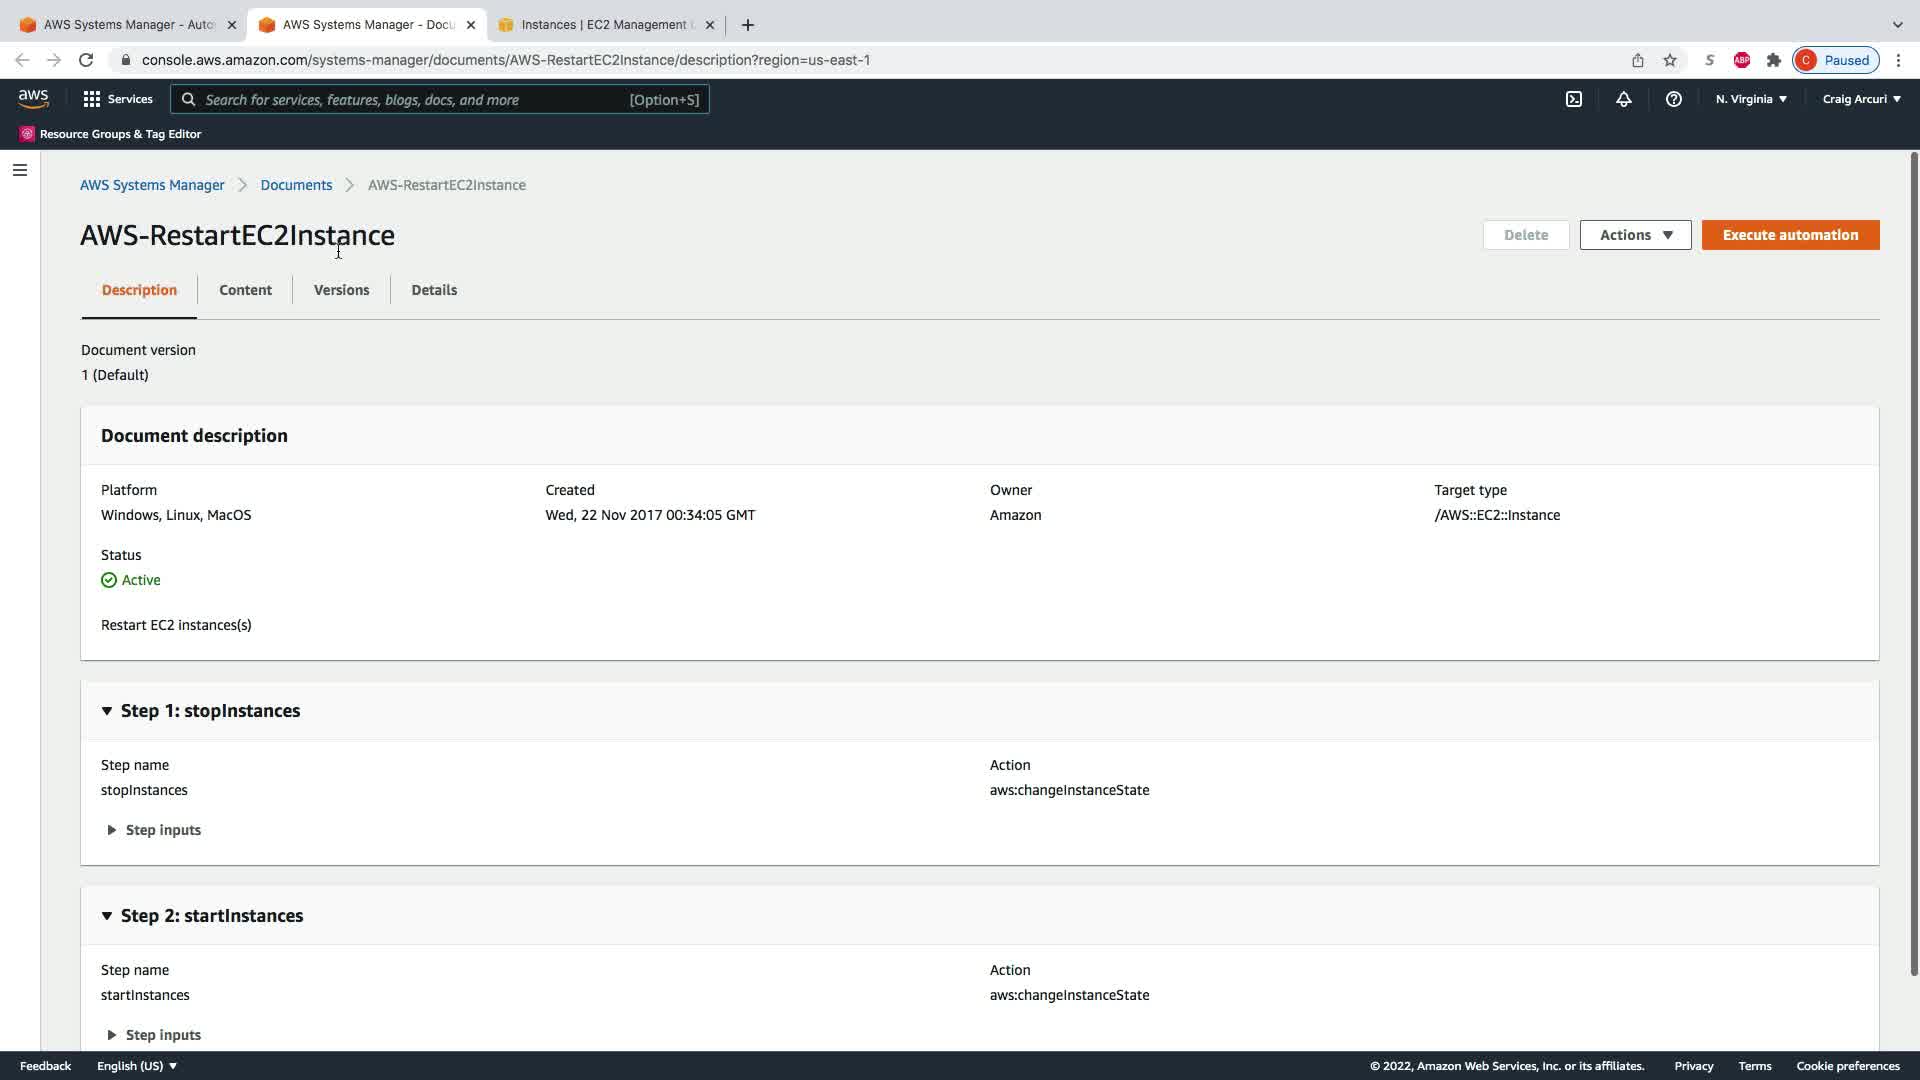 AWS Systems Manager - Auto
AWS Systems Manager - Docu
Instances | EC2 Management C
console.aws.amazon.com/systems-manager/documents/AWS-RestartEC2Instance/description?region=us-east-1
S
ABP
C
Paused
aws
Services
Search for services, features, blogs, docs, and more
[Option+S]
N. Virginia
Craig Arcuri
Resource Groups & Tag Editor
AWS Systems Manager
Documents
AWS-RestartEC2Instance
AWS-RestartEC2Instance
Delete
Actions
Execute automation
Description
Content
Versions
Details
Document version
1 (Default)
Document description
Platform
Created
Owner
Target type
Windows, Linux, MacOS
Wed, 22 Nov 2017 00:34:05 GMT
Amazon
/AWS::EC2::Instance
Status
Active
Restart EC2 instances(s)
Step 1: stopInstances
Step name
Action
stopInstances
aws:changeInstanceState
Step inputs
Step 2: startInstances
Step name
Action
startInstances
aws:changeInstanceState
Step inputs
Feedback
English (US)
© 2022, Amazon Web Services, Inc. or its affiliates.
Privacy
Terms
Cookie preferences